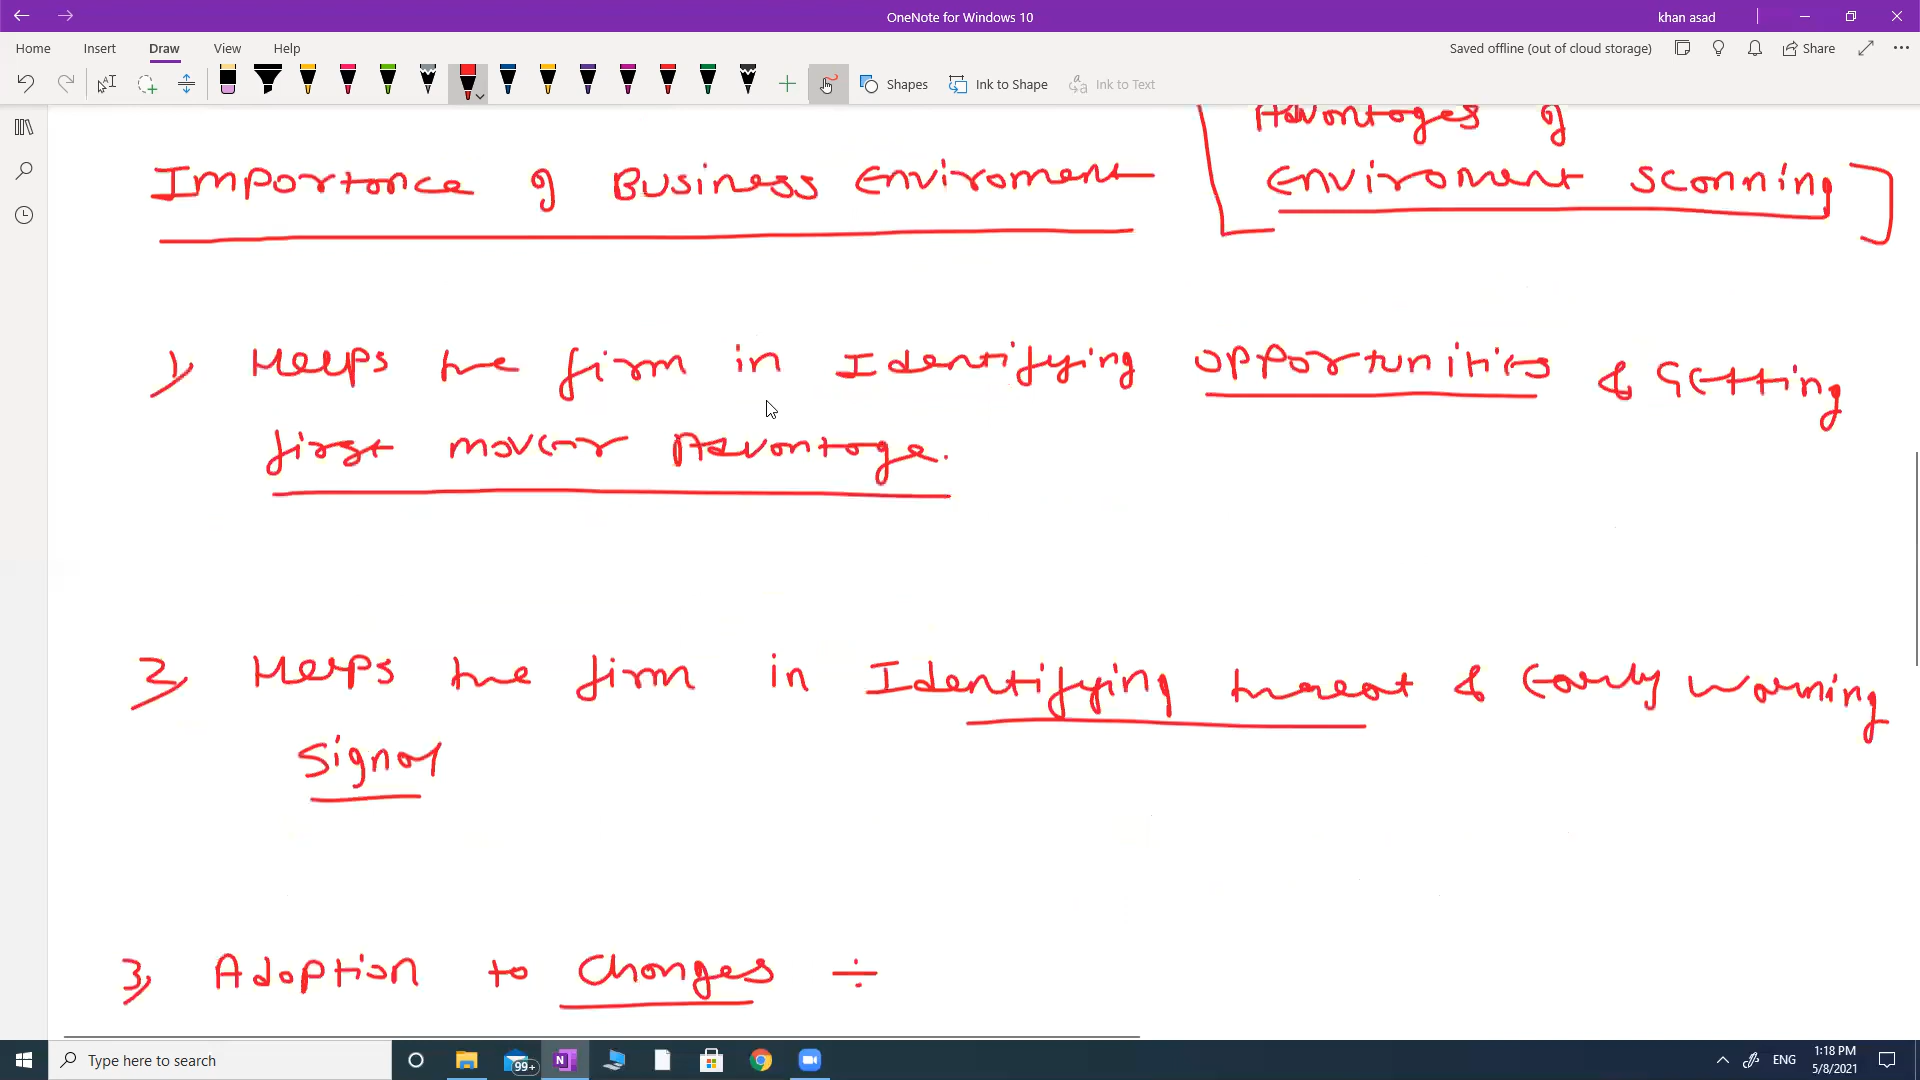 OneNote for Windows 10
khan asad
Home Insert Draw View Help
Saved offline (out of cloud storage) Share
Shapes Ink to Shape Ink to Text
Advantages of
Importance of Business Enviroment
Enviroment Scanning
1) Helps the firm in Identifying opportunities & Getting
first mover Advantage.
2) Helps the firm in Identifying threat & Early warning
Signal
3) Adoption to Changes ÷
Type here to search
99+
ENG
1:18 PM
5/8/2021